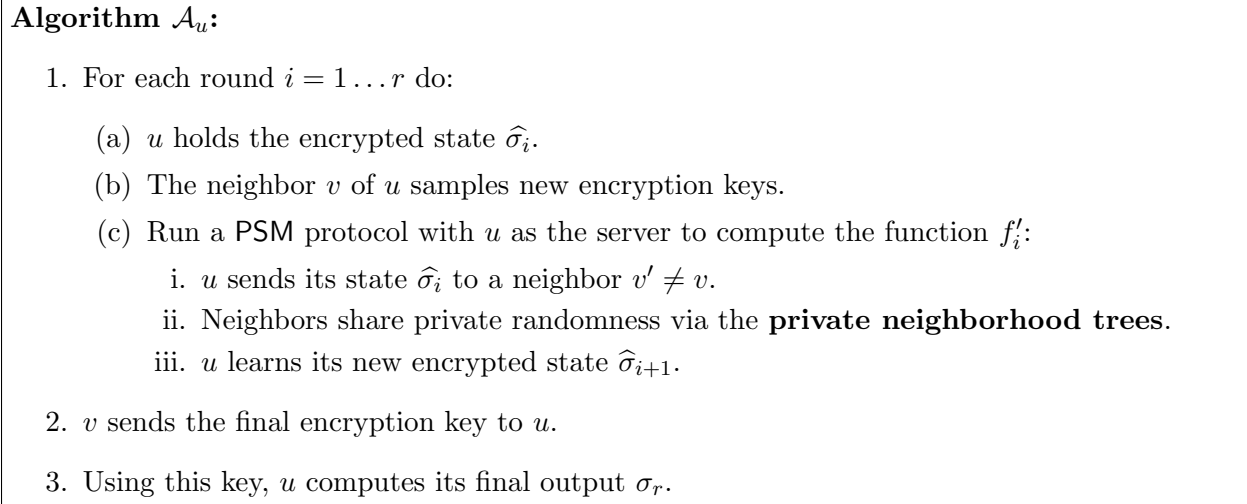 Algorithm 𝒜ᵤ:
1. For each round i = 1 . . . r do:
(a) u holds the encrypted state σ̂ᵢ.
(b) The neighbor v of u samples new encryption keys.
(c) Run a PSM protocol with u as the server to compute the function f′ᵢ:
i. u sends its state σ̂ᵢ to a neighbor v′ ≠ v.
ii. Neighbors share private randomness via the private neighborhood trees.
iii. u learns its new encrypted state σ̂ᵢ₊₁.
2. v sends the final encryption key to u.
3. Using this key, u computes its final output σᵣ.